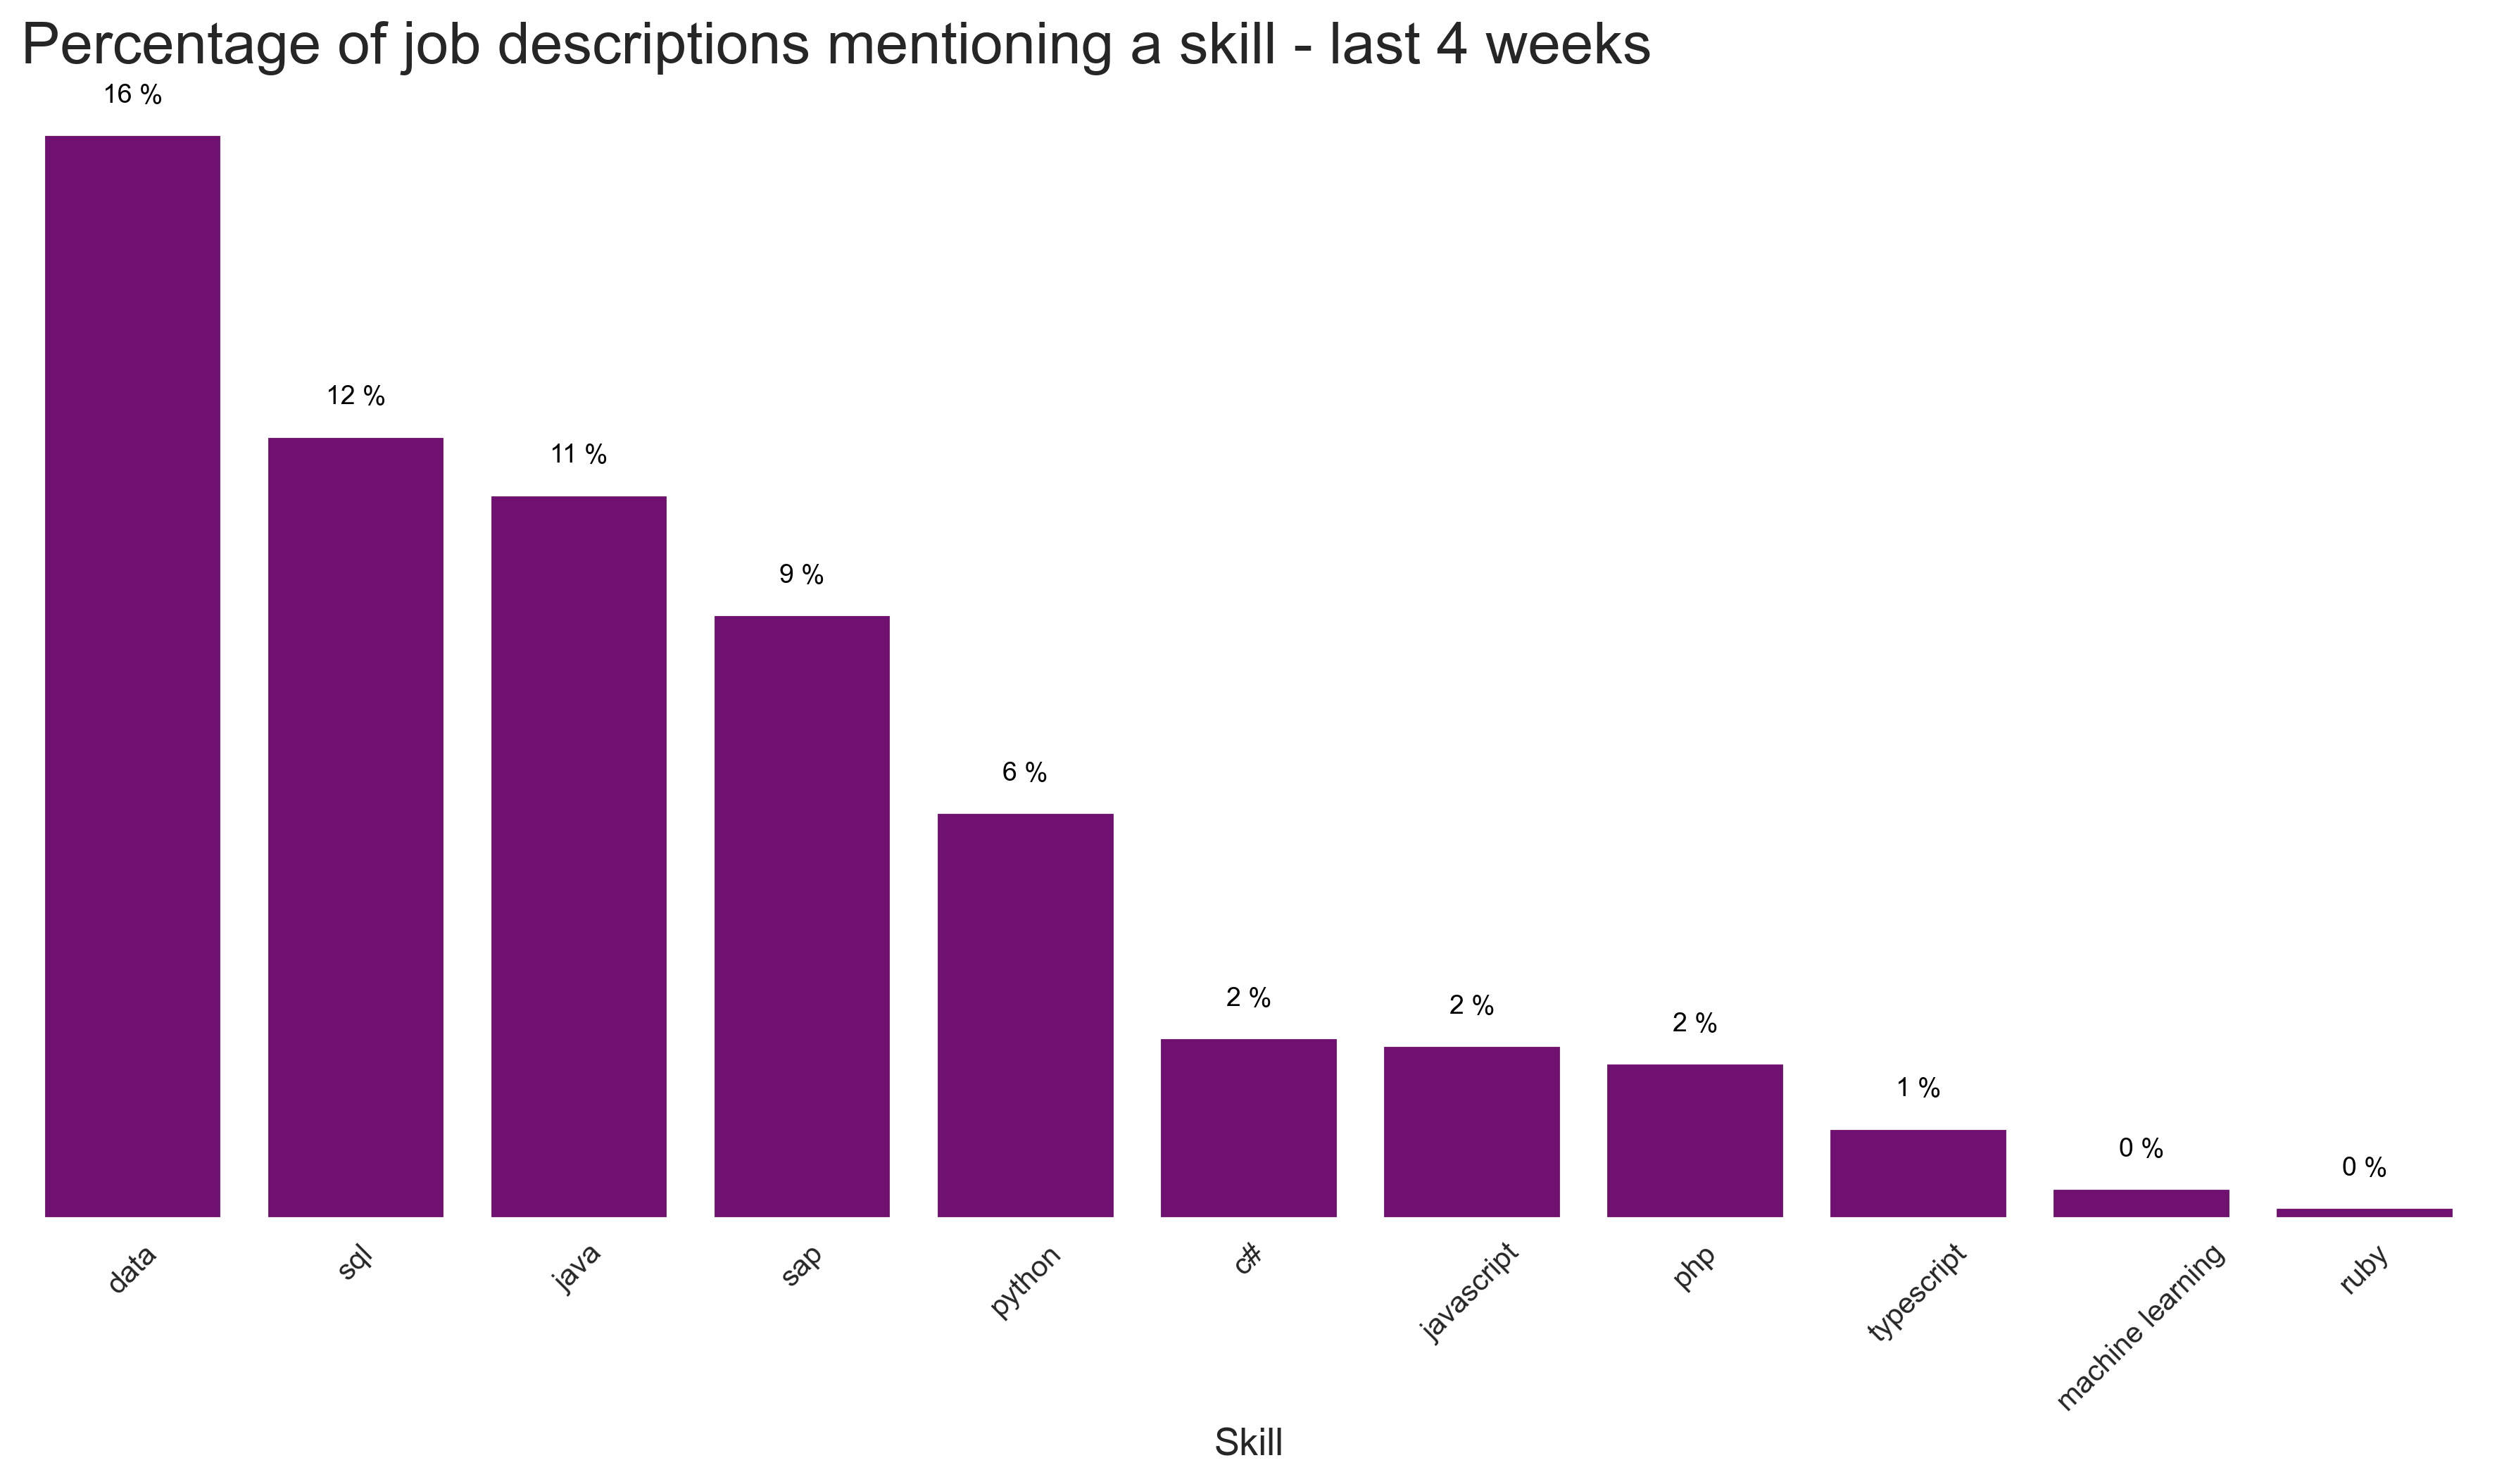 Percentage of job descriptions mentioning a skill - last 4 weeks
16 %
12 %
11 %
9 %
6 %
2 %
2 %
2 %
1 %
0 %
0 %
data
sql
java
sap
python
c#
javascript
php
typescript
machine learning
ruby
Skill